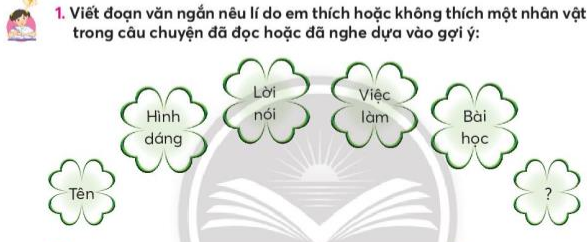 1. Viết đoạn văn ngắn nêu lí do em thích hoặc không thích một nhân vật
trong câu chuyện đã đọc hoặc đã nghe dựa vào gợi ý:
Tên
Hình
dáng
Lời
nói
Việc
làm
Bài
học
?